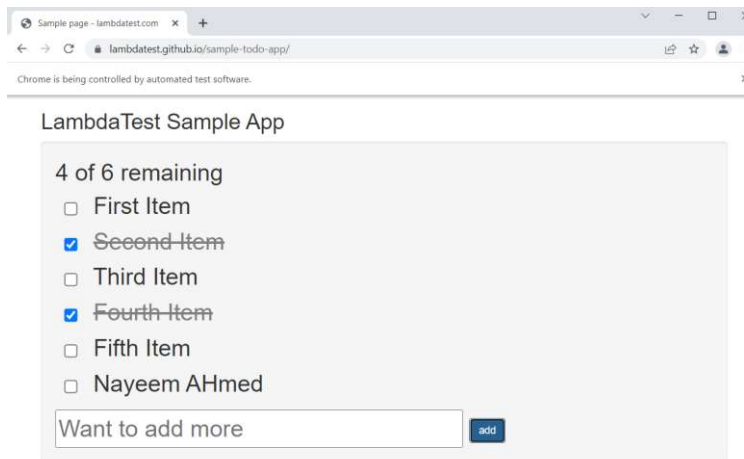 Sample page - lambdatest.com
lambdatest.github.io/sample-todo-app/
Chrome is being controlled by automated test software.
LambdaTest Sample App
4 of 6 remaining
First Item
Second Item
Third Item
Fourth Item
Fifth Item
Nayeem AHmed
Want to add more
add